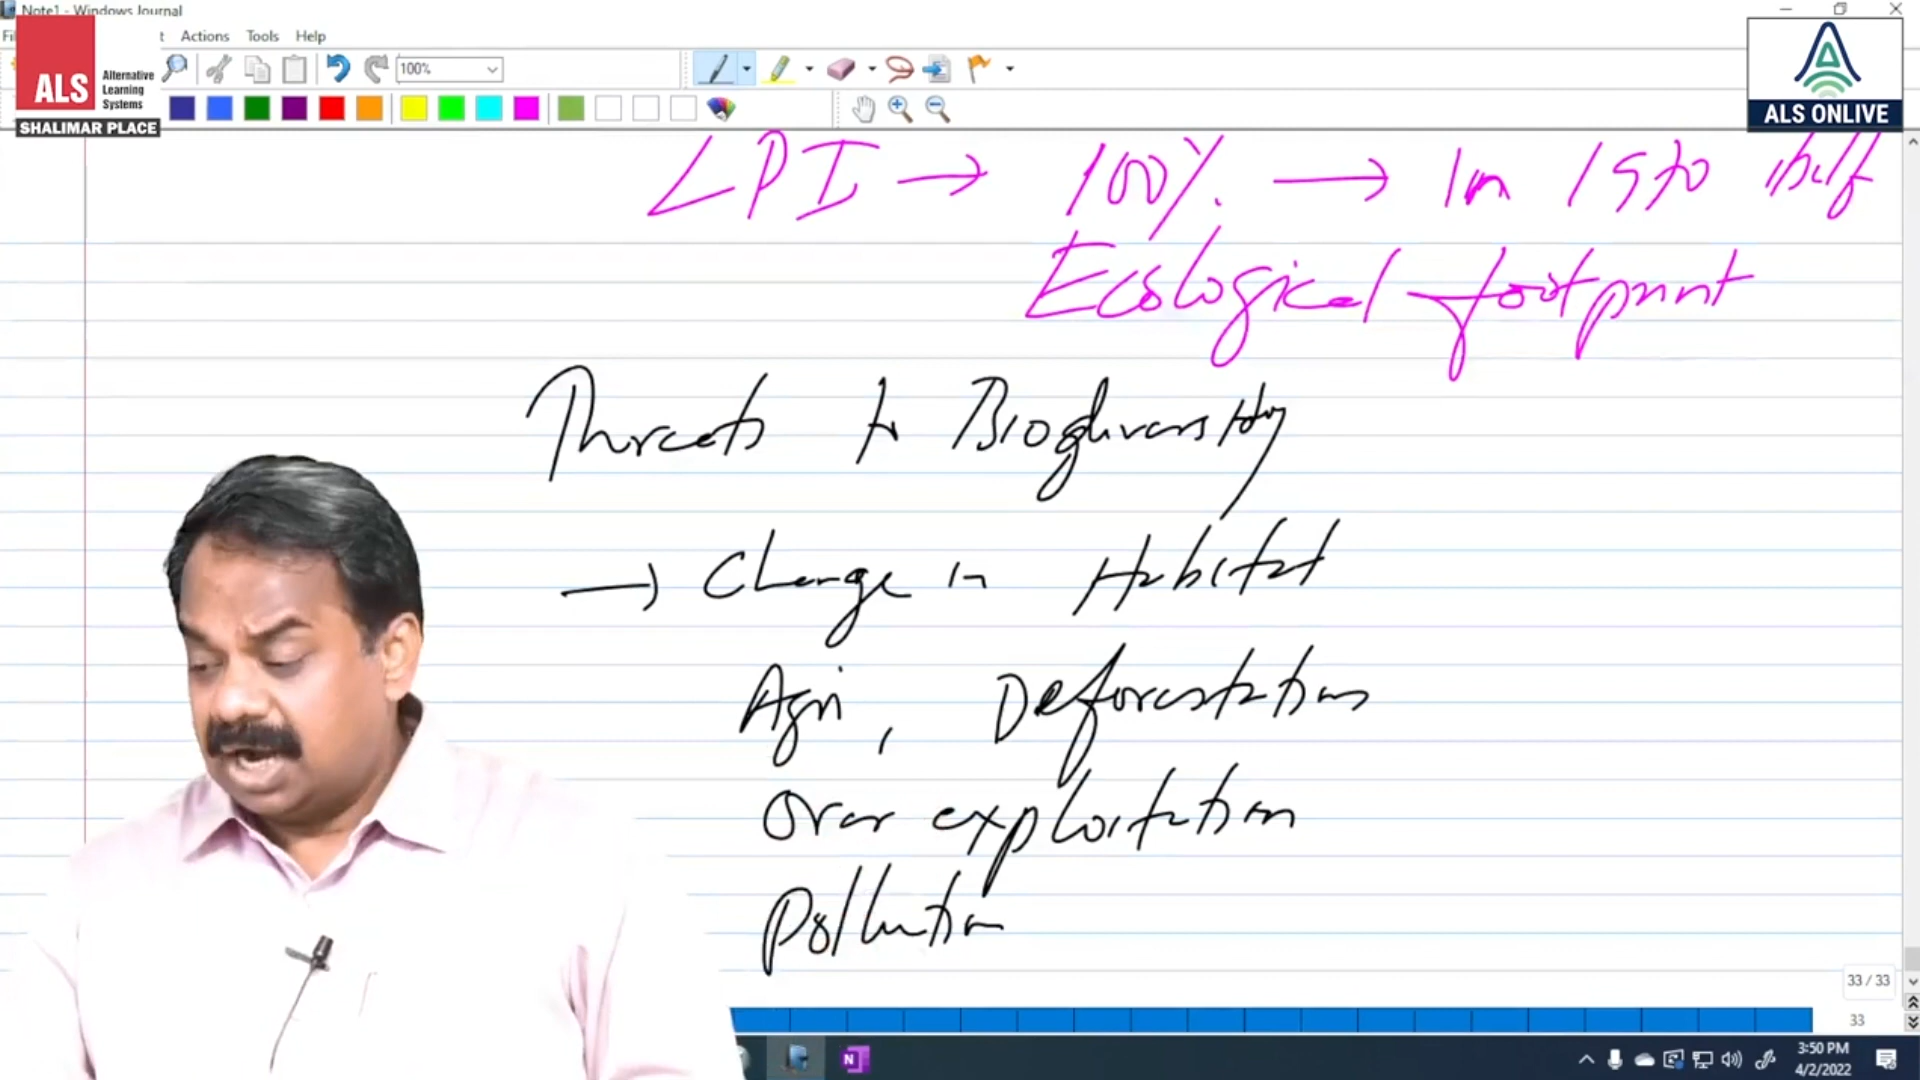 Note1 - Windows Journal
Actions Tools Help
100%
ALS
Alternative
Learning
Systems
SHALIMAR PLACE
ALS ONLIVE
LPI → 100% → In 1970 half
Ecological footprint
Threats to Biodiversity
→ Change in Habitat
Agri, Deforestation
Over exploitation
Pollution
33 / 33
33
N
3:50 PM
4/2/2022